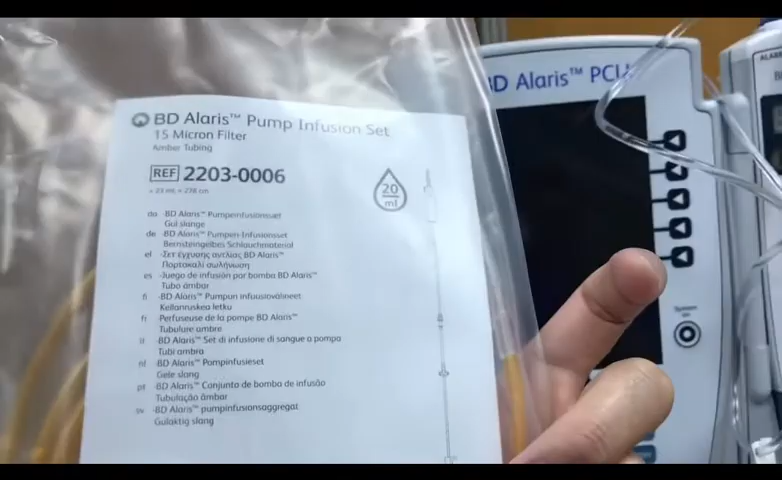 BD Alaris™ Pump Infusion Set
15 Micron Filter
Amber Tubing
REF 2203-0006
20
ml
da -BD Alaris™ Pumpeinfusionssæt
Gul slange
de -BD Alaris™ Pumpen-Infusionsset
Bernsteingelbes Schlauchmaterial
el -Σετ έγχυσης αντλίας BD Alaris™
Πορτοκαλί σωλήνωση
es -Juego de infusión por bomba BD Alaris™
Tubo ámbar
fi -BD Alaris™ Pumpun infuusiovälineet
Kellanruskea letku
-Perfuseuse de la pompe BD Alaris™
Tubulure ambre
it -BD Alaris™ Set di infusione di sangue a pompa
Tubi ambra
nl -BD Alaris™ Pompinfusieset
Gele slang
pt -BD Alaris™ Conjunto de bomba de infusão
Tubulação âmbar
sv -BD Alaris™ pumpinfusionsaggregat
Gulaktig slang
BD Alaris™ PCU
System
on